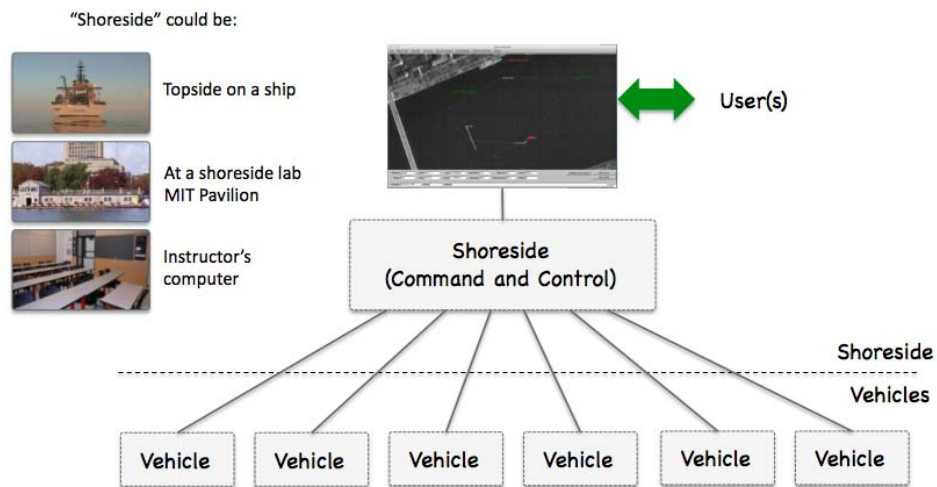 “Shoreside” could be:
Topside on a ship
At a shoreside lab
MIT Pavilion
Instructor’s
computer
User(s)
Shoreside
(Command and Control)
Shoreside
Vehicles
Vehicle
Vehicle
Vehicle
Vehicle
Vehicle
Vehicle